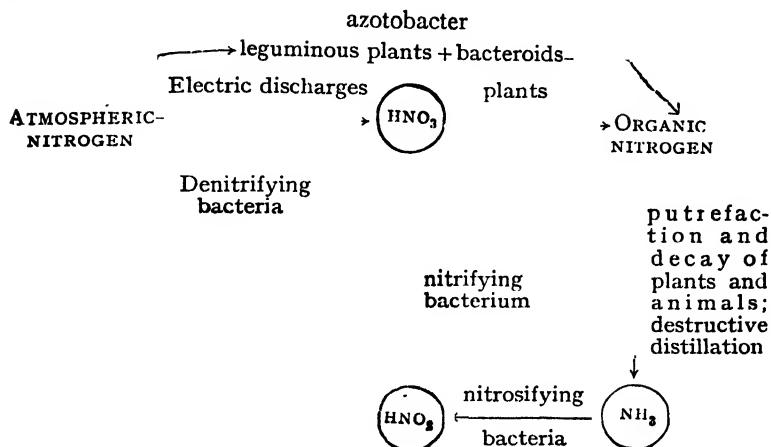 azotobacter
leguminous plants + bacteroids-
Electric discharges
plants
ATMOSPHERIC-
NITROGEN
HNO₃
ORGANIC
NITROGEN
Denitrifying
bacteria
putrefac-
tion and
decay of
plants and
animals;
destructive
distillation
nitrifying
bacterium
HNO₂
nitrosifying
bacteria
NH₃